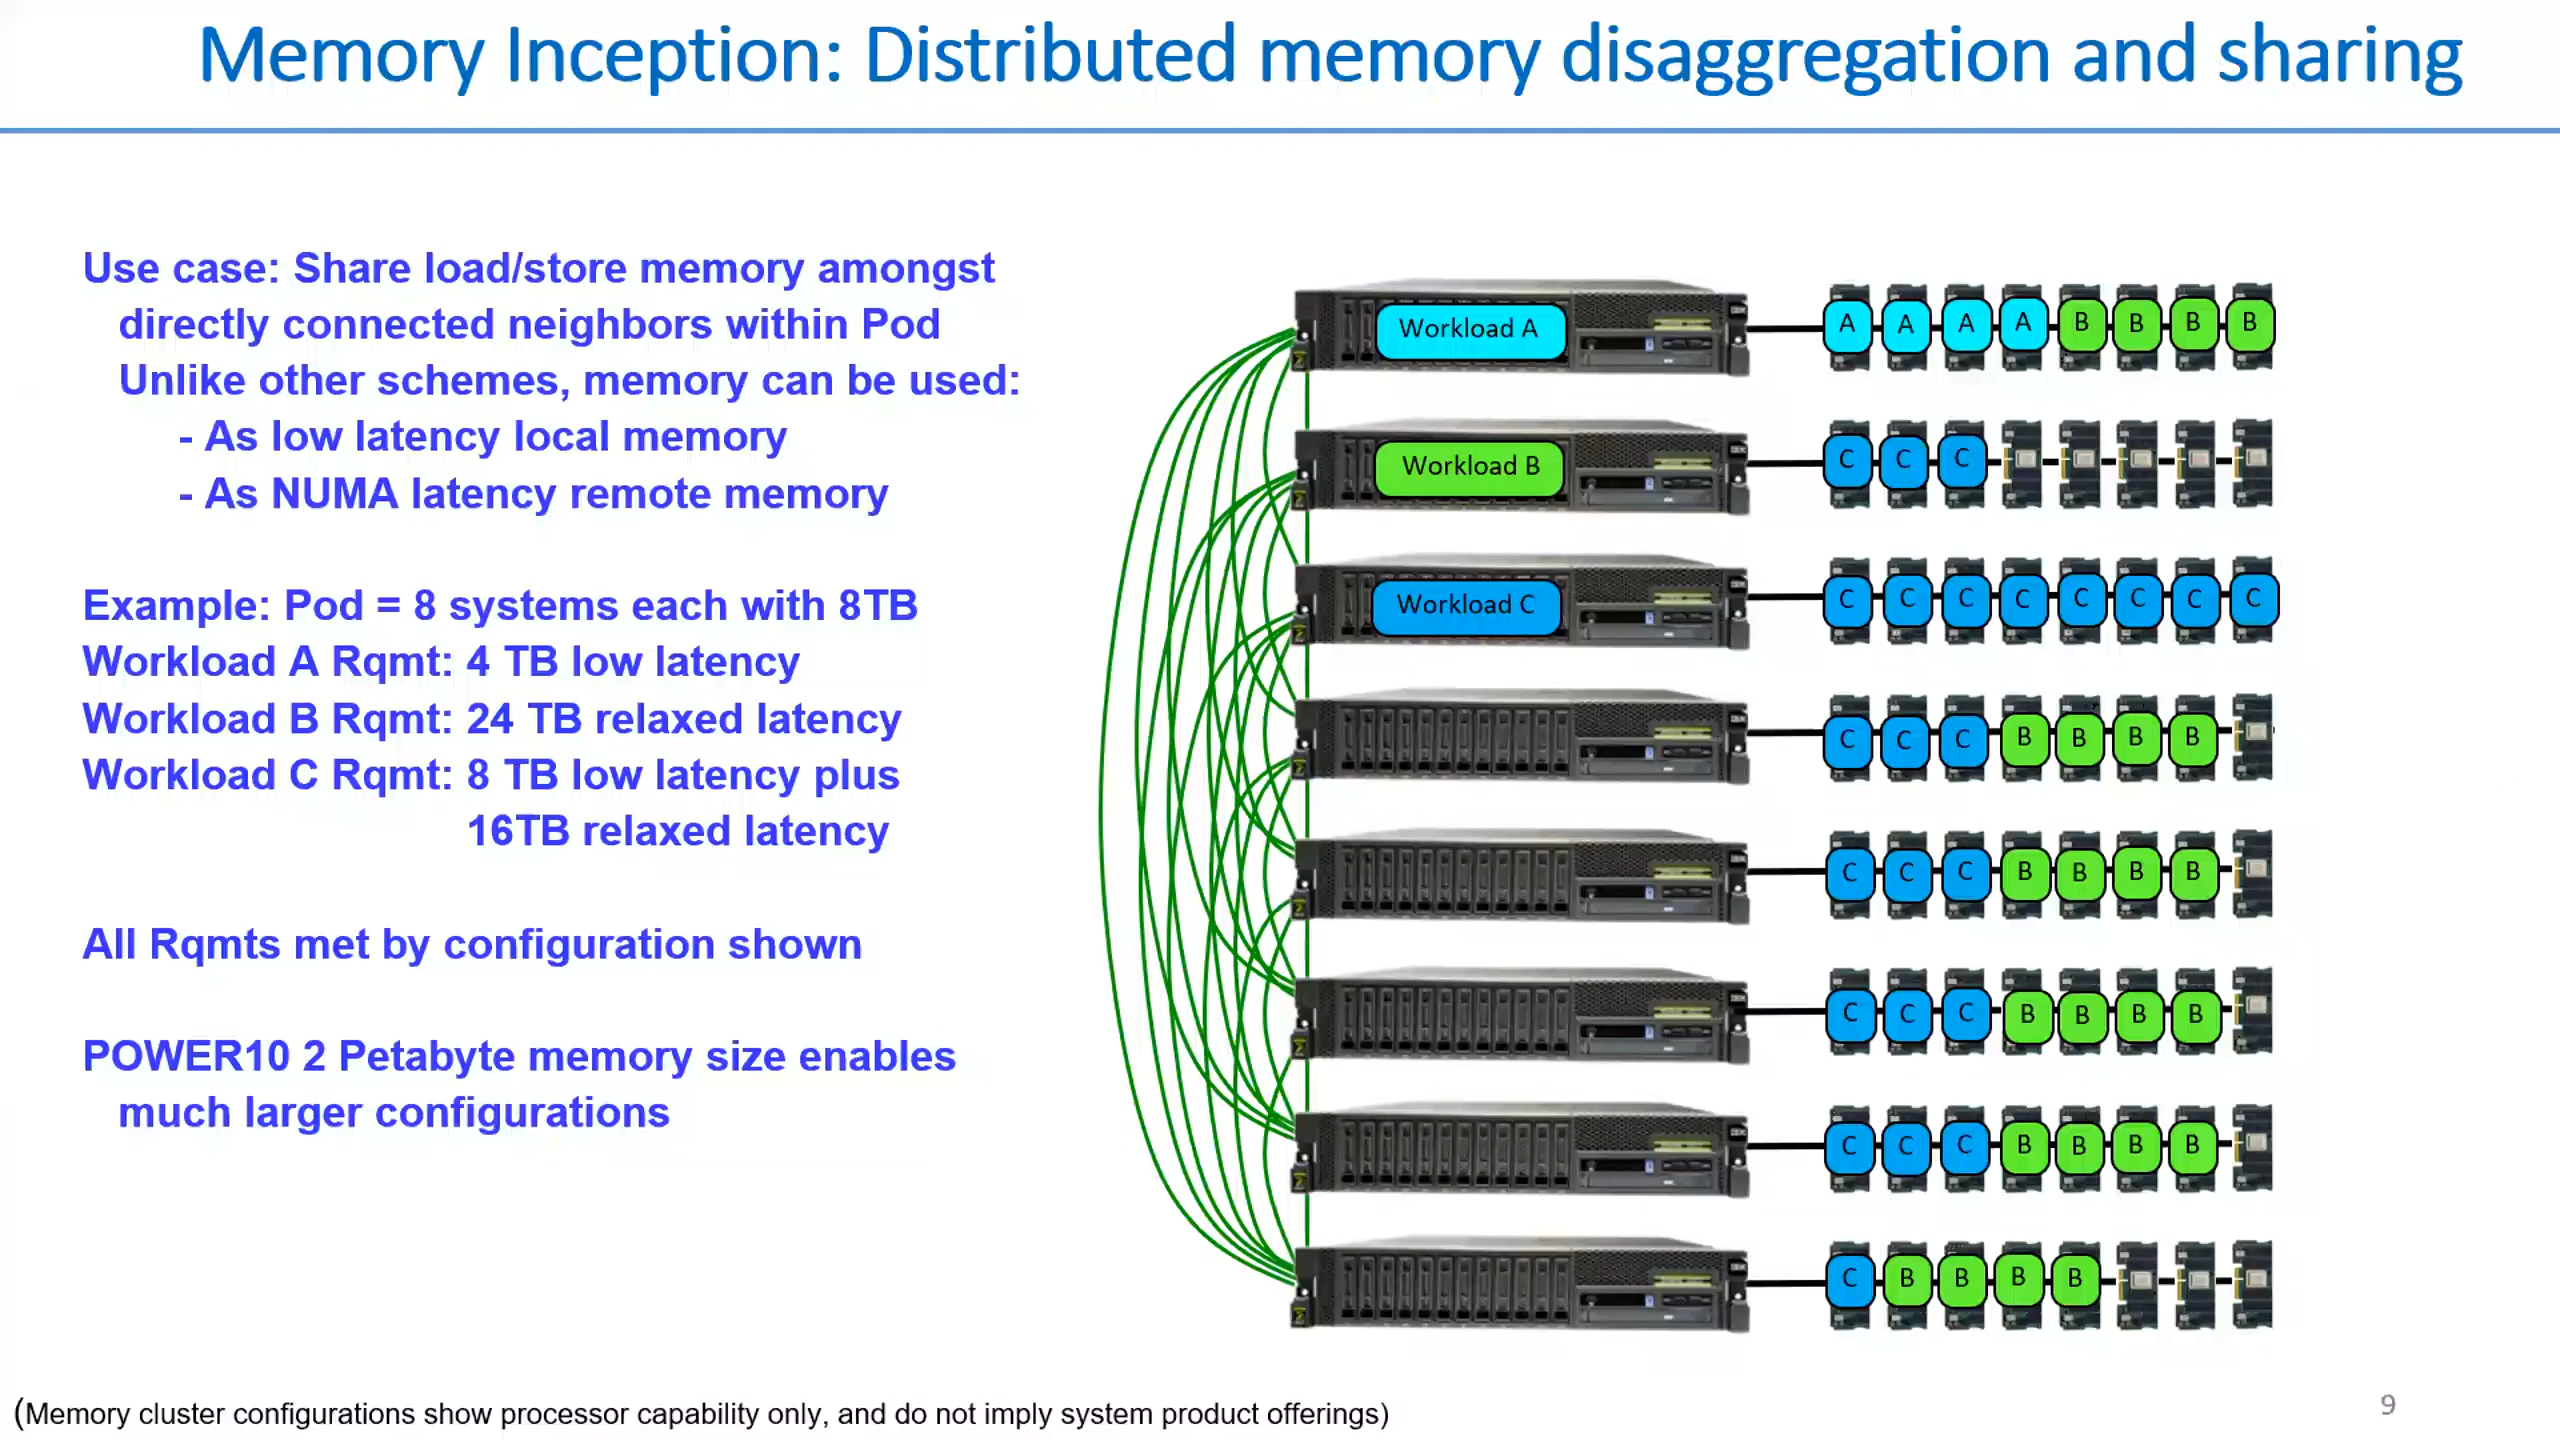 Memory Inception: Distributed memory disaggregation and sharing
Use case: Share load/store memory amongst
directly connected neighbors within Pod
Unlike other schemes, memory can be used:
- As low latency local memory
- As NUMA latency remote memory
Example: Pod = 8 systems each with 8TB
Workload A Rqmt: 4 TB low latency
Workload B Rqmt: 24 TB relaxed latency
Workload C Rqmt: 8 TB low latency plus
16TB relaxed latency
All Rqmts met by configuration shown
POWER10 2 Petabyte memory size enables
much larger configurations
Workload A A A A A B B B B
Workload B C C C
Workload C C C C C C C C C
C C C B B B B
C C C B B B B
C C C B B B B
C C C B B B B
C B B B B
(Memory cluster configurations show processor capability only, and do not imply system product offerings)
9